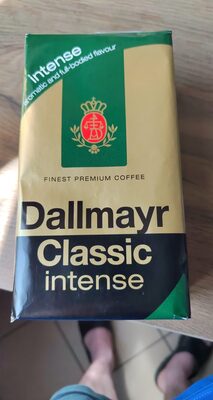 intense
aromatic and full-bodied flavour
FINEST PREMIUM COFFEE
Dallmayr
Classic
intense